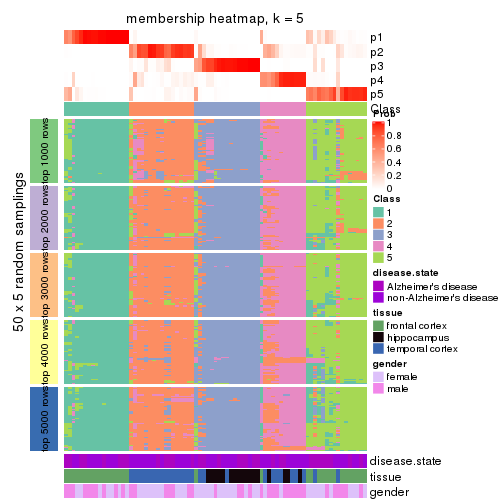 membership heatmap, k = 5
p1
p2
p3
p4
p5
Class
Prob
1
0.8
0.6
0.4
0.2
0
Class
1
2
3
4
5
disease.state
Alzheimer's disease
non-Alzheimer's disease
tissue
frontal cortex
hippocampus
temporal cortex
gender
female
male
50 x 5 random samplings
top 1000 rows
top 2000 rows
top 3000 rows
top 4000 rows
top 5000 rows
disease.state
tissue
gender